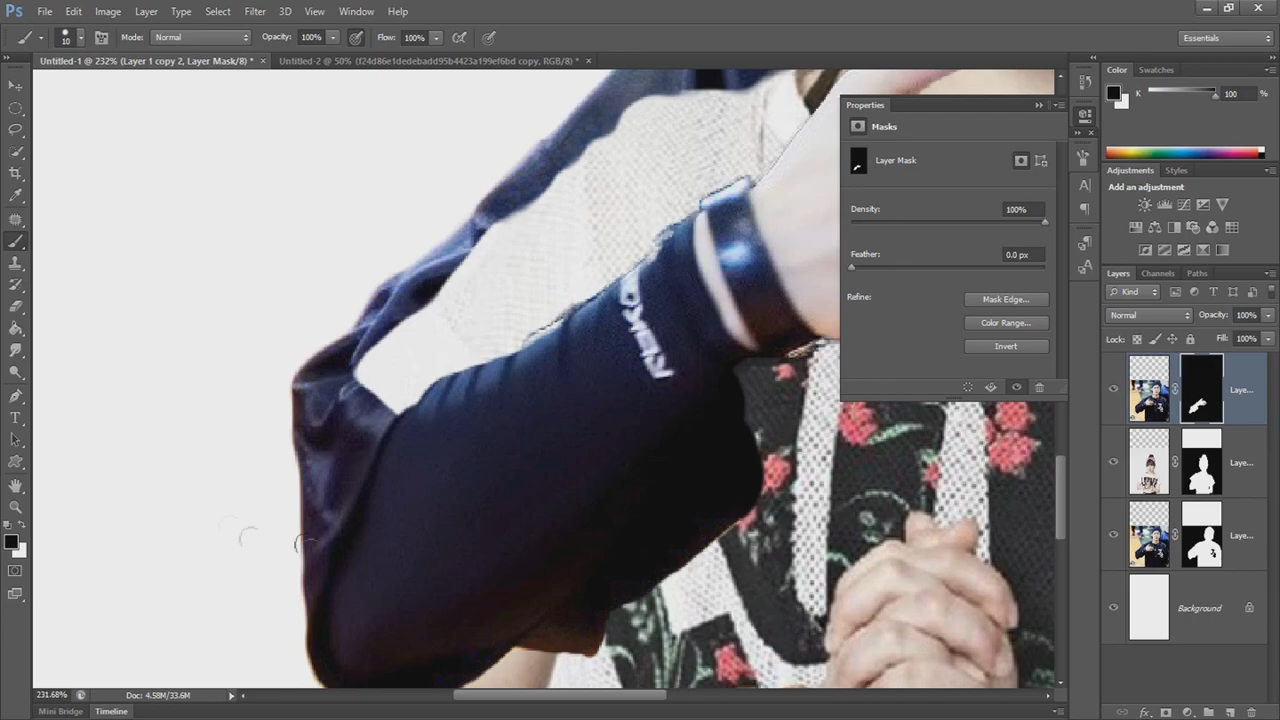 Ps File Edit Image Layer Type Select Filter 3D View Window Help
10 Mode: Normal Opacity: 100% Flow: 100% Essentials
Untitled-1 @ 232% (Layer 1 copy 2, Layer Mask/8) * × Untitled-2 @ 50% (f24d86e1dedebadd95b4423a199ef6bd copy, RGB/8) * ×
Color Swatches
K 100 %
Properties
Masks
Layer Mask
Density: 100%
Feather: 0.0 px
Refine: Mask Edge...
Color Range...
Invert
Adjustments Styles
Add an adjustment
Layers Channels Paths
Kind
Normal Opacity: 100%
Lock: Fill: 100%
Laye...
Laye...
Laye...
Background
231.68% Doc: 4.58M/33.6M
Mini Bridge Timeline